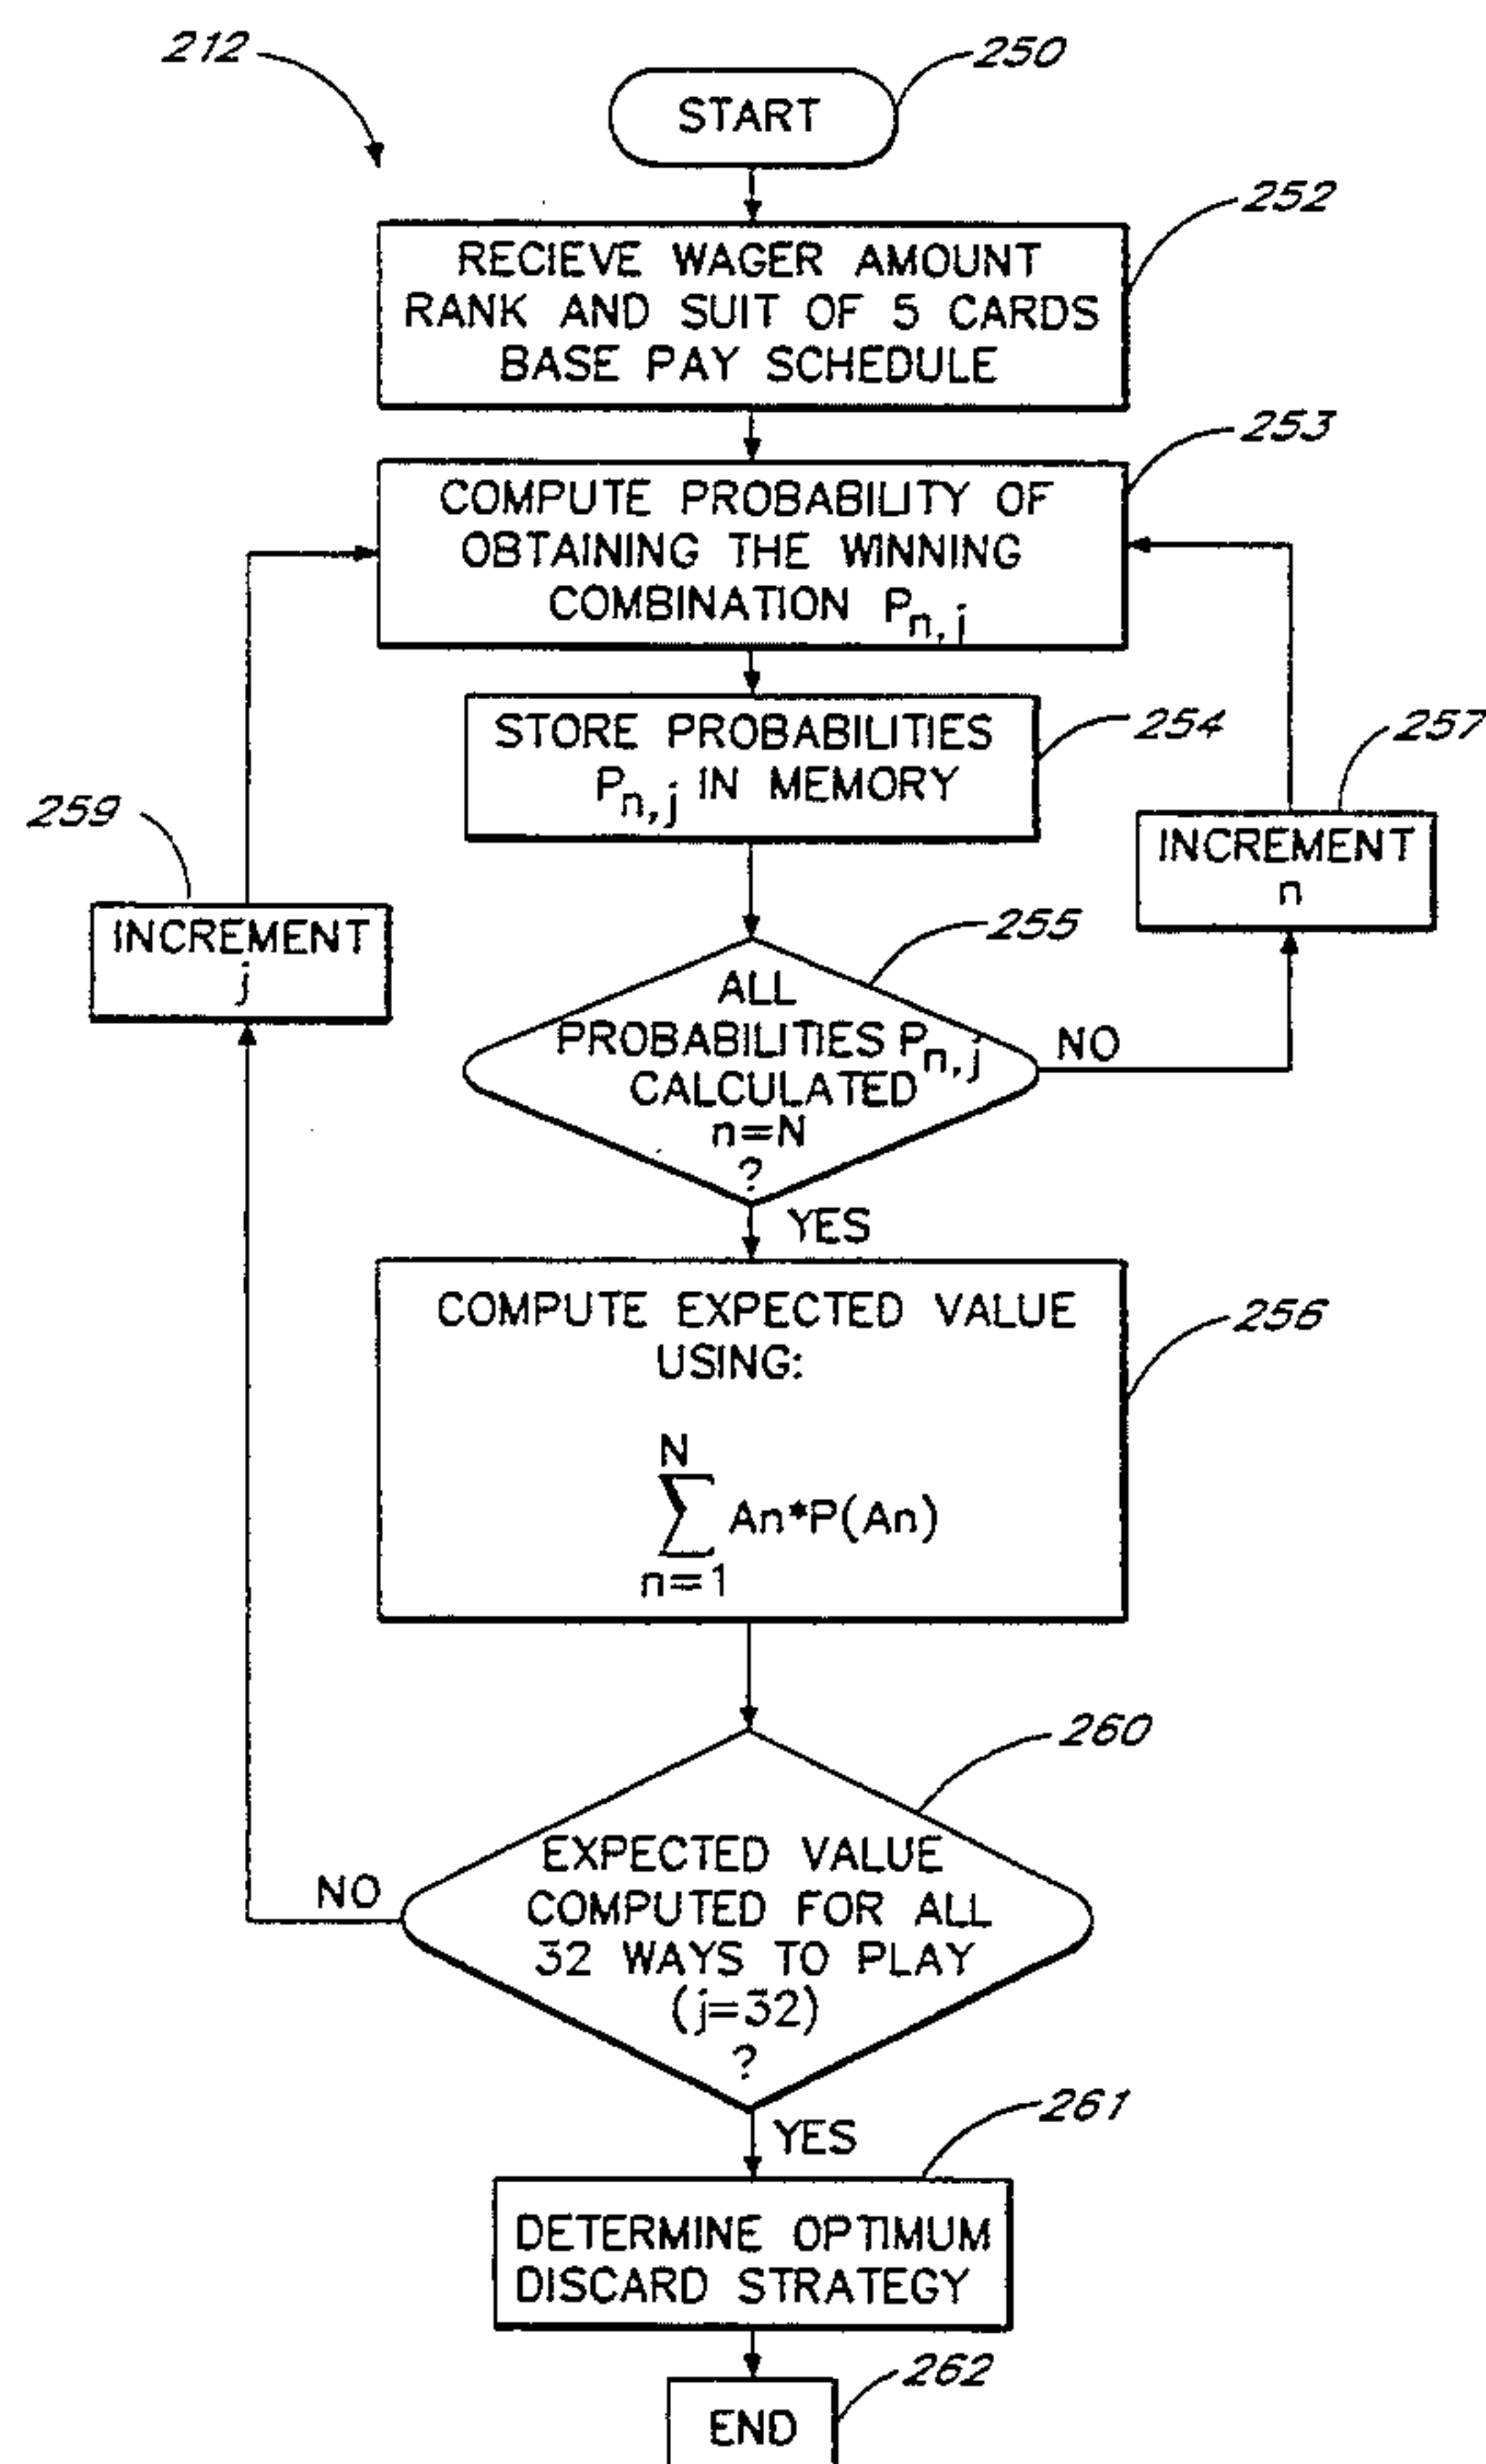 212
250
START
252
RECIEVE WAGER AMOUNT
RANK AND SUIT OF 5 CARDS
BASE PAY SCHEDULE
253
COMPUTE PROBABILITY OF
OBTAINING THE WINNING
COMBINATION Pn,j
254
STORE PROBABILITIES
Pn,j IN MEMORY
257
INCREMENT
n
259
INCREMENT
j
255
ALL
PROBABILITIES Pn,j
CALCULATED
n=N
?
NO
YES
256
COMPUTE EXPECTED VALUE
USING:
N
∑ An*P(An)
n=1
260
EXPECTED VALUE
COMPUTED FOR ALL
32 WAYS TO PLAY
(j=32)
?
NO
YES
261
DETERMINE OPTIMUM
DISCARD STRATEGY
262
END